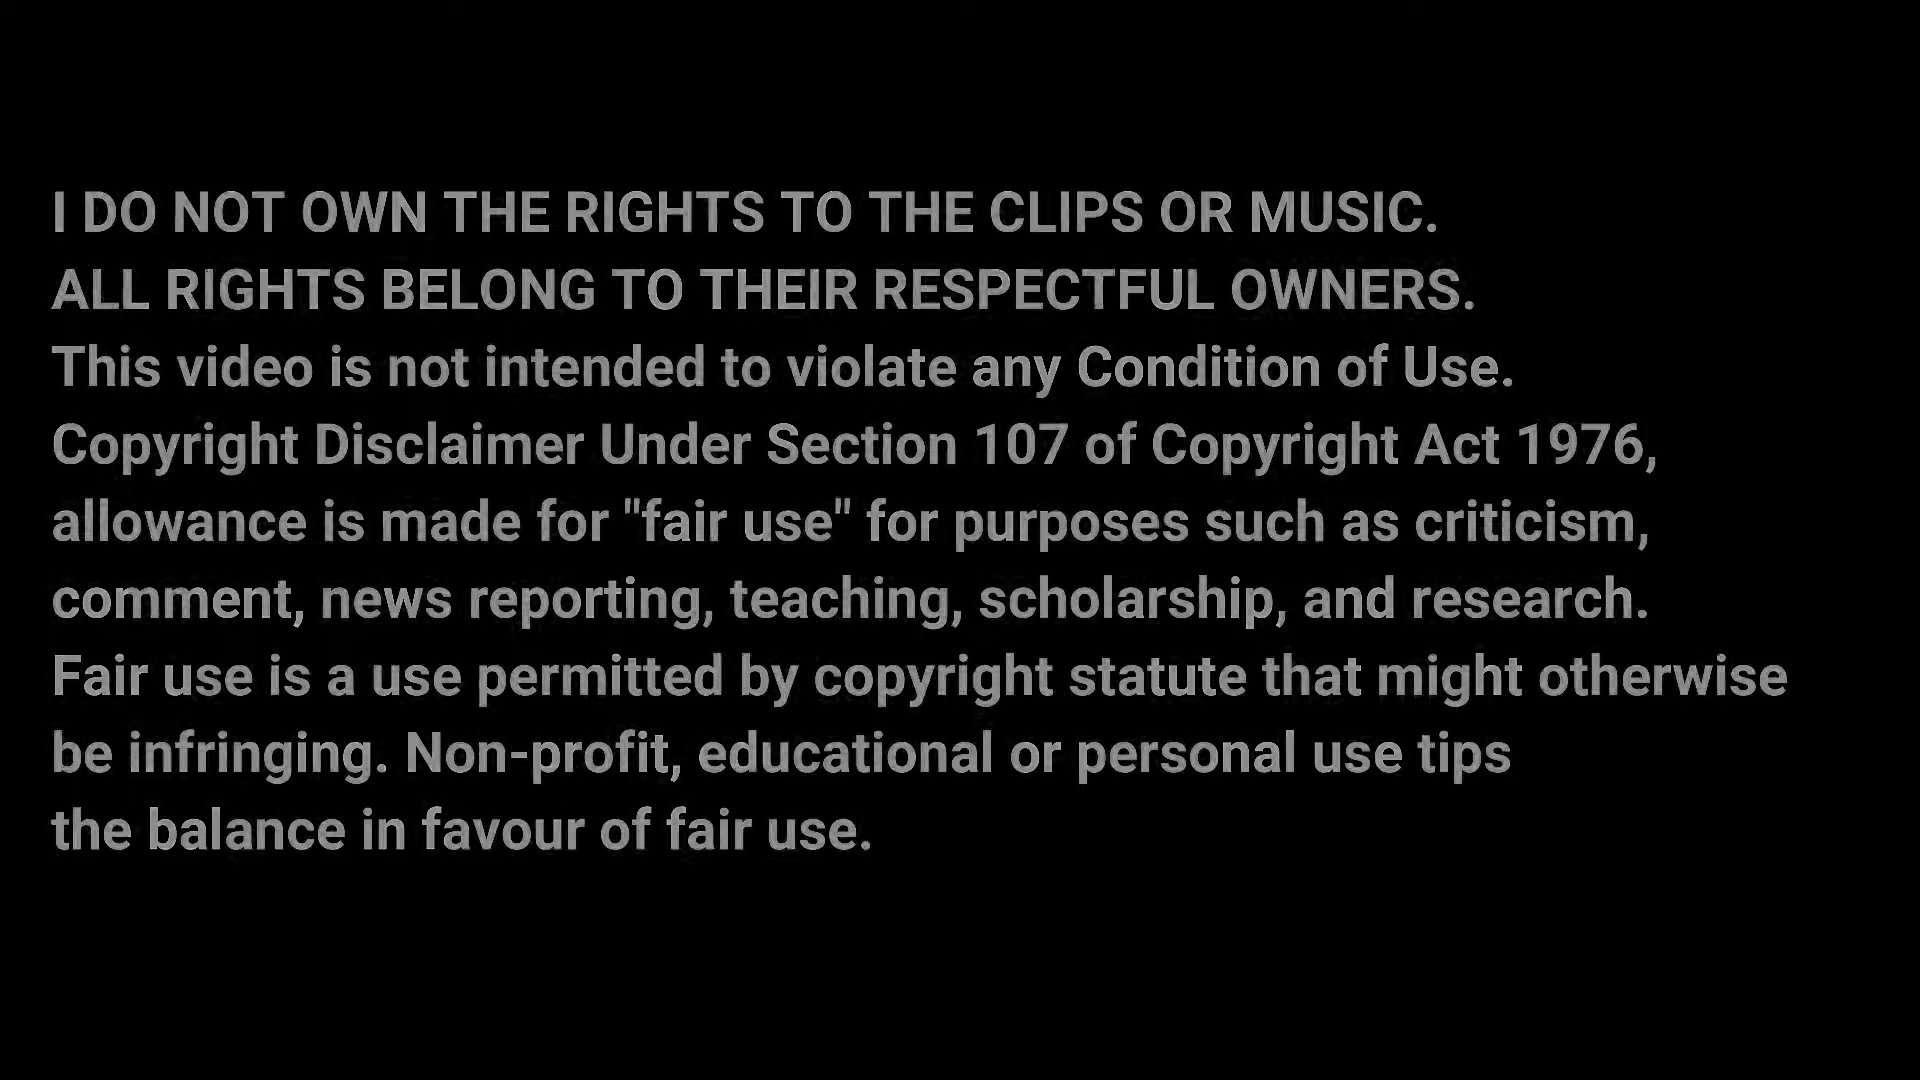 I DO NOT OWN THE RIGHTS TO THE CLIPS OR MUSIC.
ALL RIGHTS BELONG TO THEIR RESPECTFUL OWNERS.
This video is not intended to violate any Condition of Use.
Copyright Disclaimer Under Section 107 of Copyright Act 1976,
allowance is made for "fair use" for purposes such as criticism,
comment, news reporting, teaching, scholarship, and research.
Fair use is a use permitted by copyright statute that might otherwise
be infringing. Non-profit, educational or personal use tips
the balance in favour of fair use.